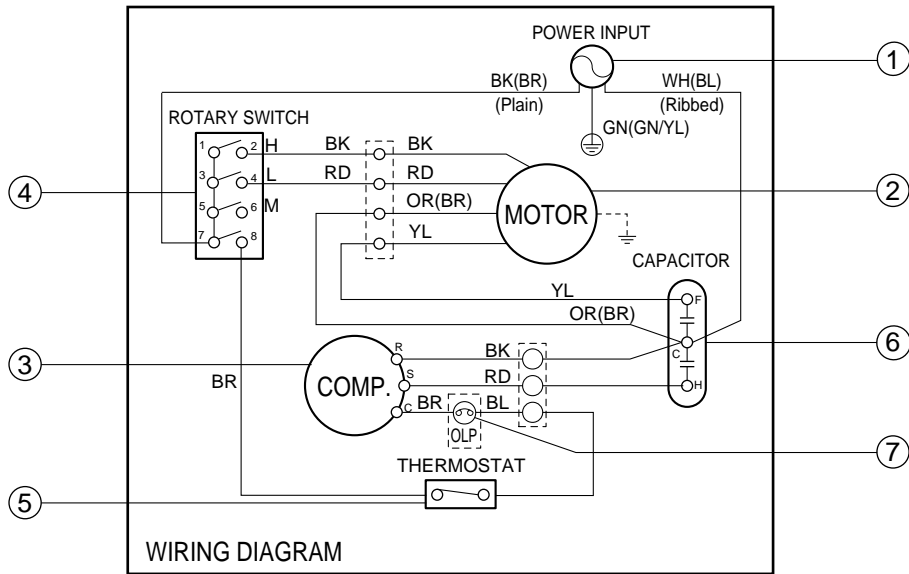 POWER INPUT
1
BK(BR)
WH(BL)
(Plain)
(Ribbed)
ROTARY SWITCH
GN(GN/YL)
1
2
H
BK
BK
3
4
L
RD
RD
4
2
5
6
M
OR(BR)
MOTOR
7
8
YL
CAPACITOR
YL
F
OR(BR)
R
BK
C
6
3
S
RD
H
COMP.
BR
C
BR
BL
OLP
7
THERMOSTAT
5
WIRING DIAGRAM